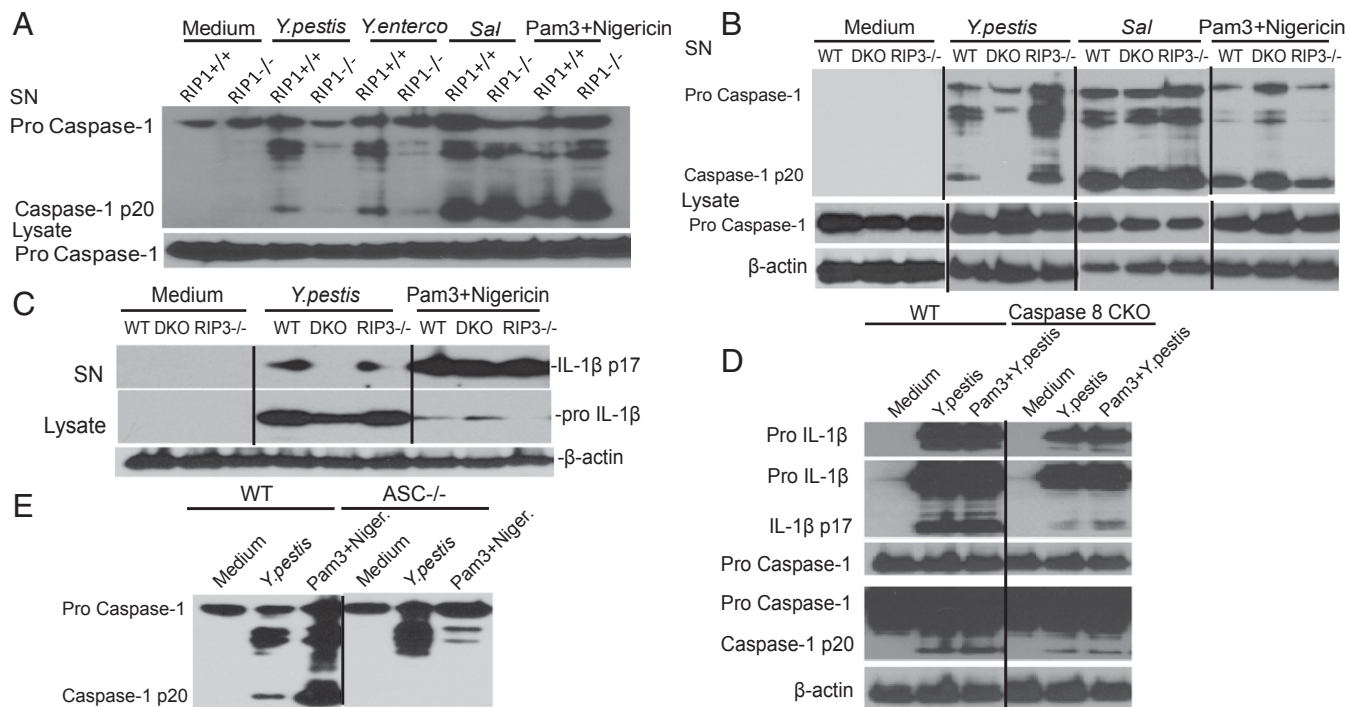 A
Medium Y.pestis Y.enterco Sal Pam3+Nigericin
RIP1+/+ RIP1-/- RIP1+/+ RIP1-/- RIP1+/+ RIP1-/- RIP1+/+ RIP1-/- RIP1+/+ RIP1-/-
SN
Pro Caspase-1
Caspase-1 p20
Lysate
Pro Caspase-1
B
Medium Y.pestis Sal Pam3+Nigericin
SN
WT DKO RIP3-/- WT DKO RIP3-/- WT DKO RIP3-/- WT DKO RIP3-/-
Pro Caspase-1
Caspase-1 p20
Lysate
Pro Caspase-1
β-actin
C
Medium Y.pestis Pam3+Nigericin
WT DKO RIP3-/- WT DKO RIP3-/- WT DKO RIP3-/-
SN -IL-1β p17
Lysate -pro IL-1β
-β-actin
D
WT Caspase 8 CKO
Medium Y.pestis Pam3+Y.pestis Medium Y.pestis Pam3+Y.pestis
Pro IL-1β
Pro IL-1β
IL-1β p17
Pro Caspase-1
Pro Caspase-1
Caspase-1 p20
β-actin
E
WT ASC-/-
Medium Y.pestis Pam3+Niger. Medium Y.pestis Pam3+Niger.
Pro Caspase-1
Caspase-1 p20